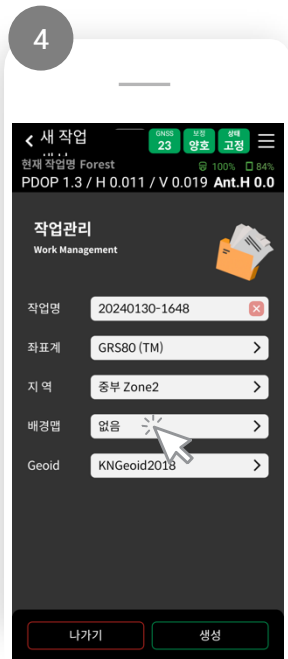 4
새 작업
GNSS 23
보정 양호
상태 고정
현재 작업명 Forest
100% 84%
PDOP 1.3 / H 0.011 / V 0.019 Ant.H 0.0
작업관리
Work Management
작업명 20240130-1648
좌표계 GRS80 (TM)
지 역 중부 Zone2
배경맵 없음
Geoid KNGeoid2018
나가기 생성